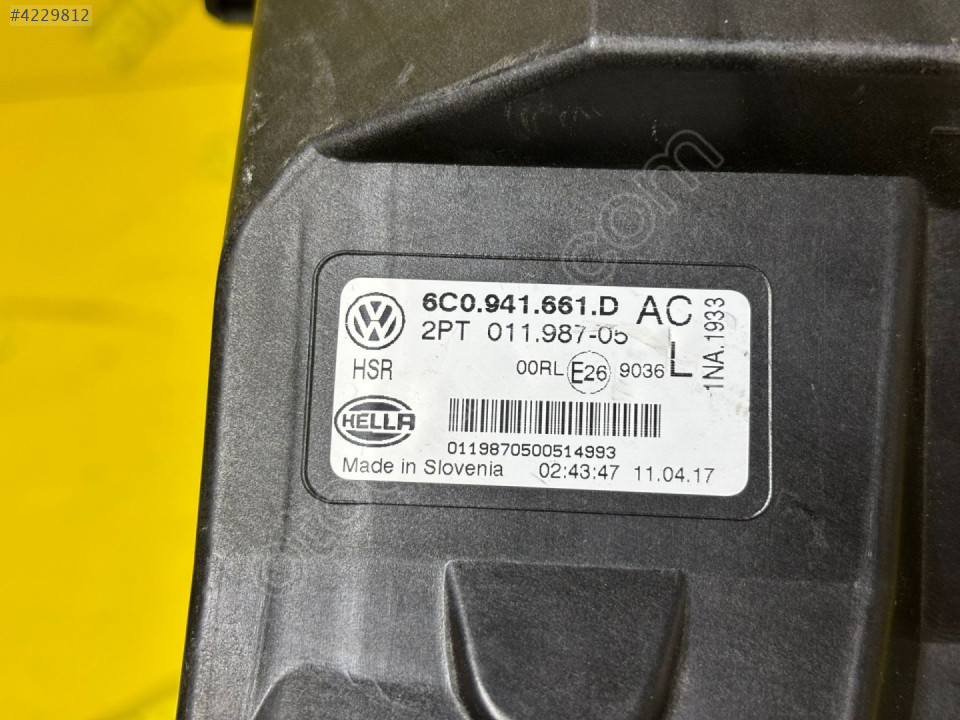 #4229812
6C0.941.661.D AC
2PT 011.987-05
HSR
00RL E26 9036 L
1NA.1933
HELLA
0119870500514993
Made in Slovenia 02:43:47 11.04.17
com